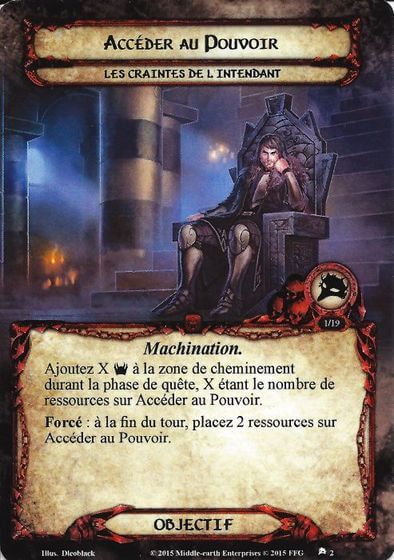 Accéder au Pouvoir
LES CRAINTES DE L INTENDANT
1/19
Machination.
Ajoutez X à la zone de cheminement
durant la phase de quête, X étant le nombre de
ressources sur Accéder au Pouvoir.
Forcé : à la fin du tour, placez 2 ressources sur
Accéder au Pouvoir.
OBJECTIF
Illus. Dleoblack © 2015 Middle-earth Enterprises © 2015 FFG 2